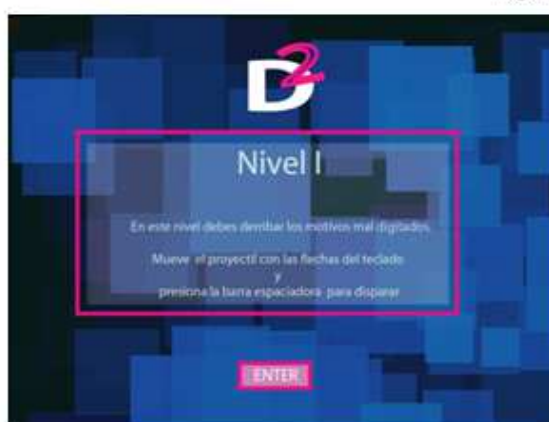 D2
Nivel I
En este nivel debes derribar los motivos mal digitados
Mueve el proyectil con las flechas del teclado
y
presiona la barra espaciadora para disparar
ENTER